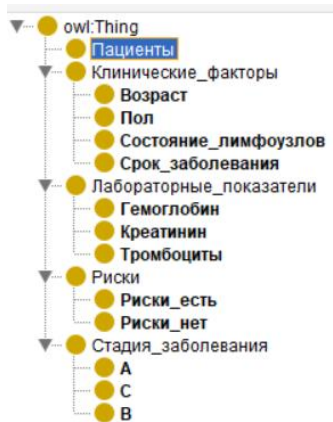 owl:Thing
Пациенты
Клинические_факторы
Возраст
Пол
Состояние_лимфоузлов
Срок_заболевания
Лабораторные_показатели
Гемоглобин
Креатинин
Тромбоциты
Риски
Риски_есть
Риски_нет
Стадия_заболевания
А
С
В